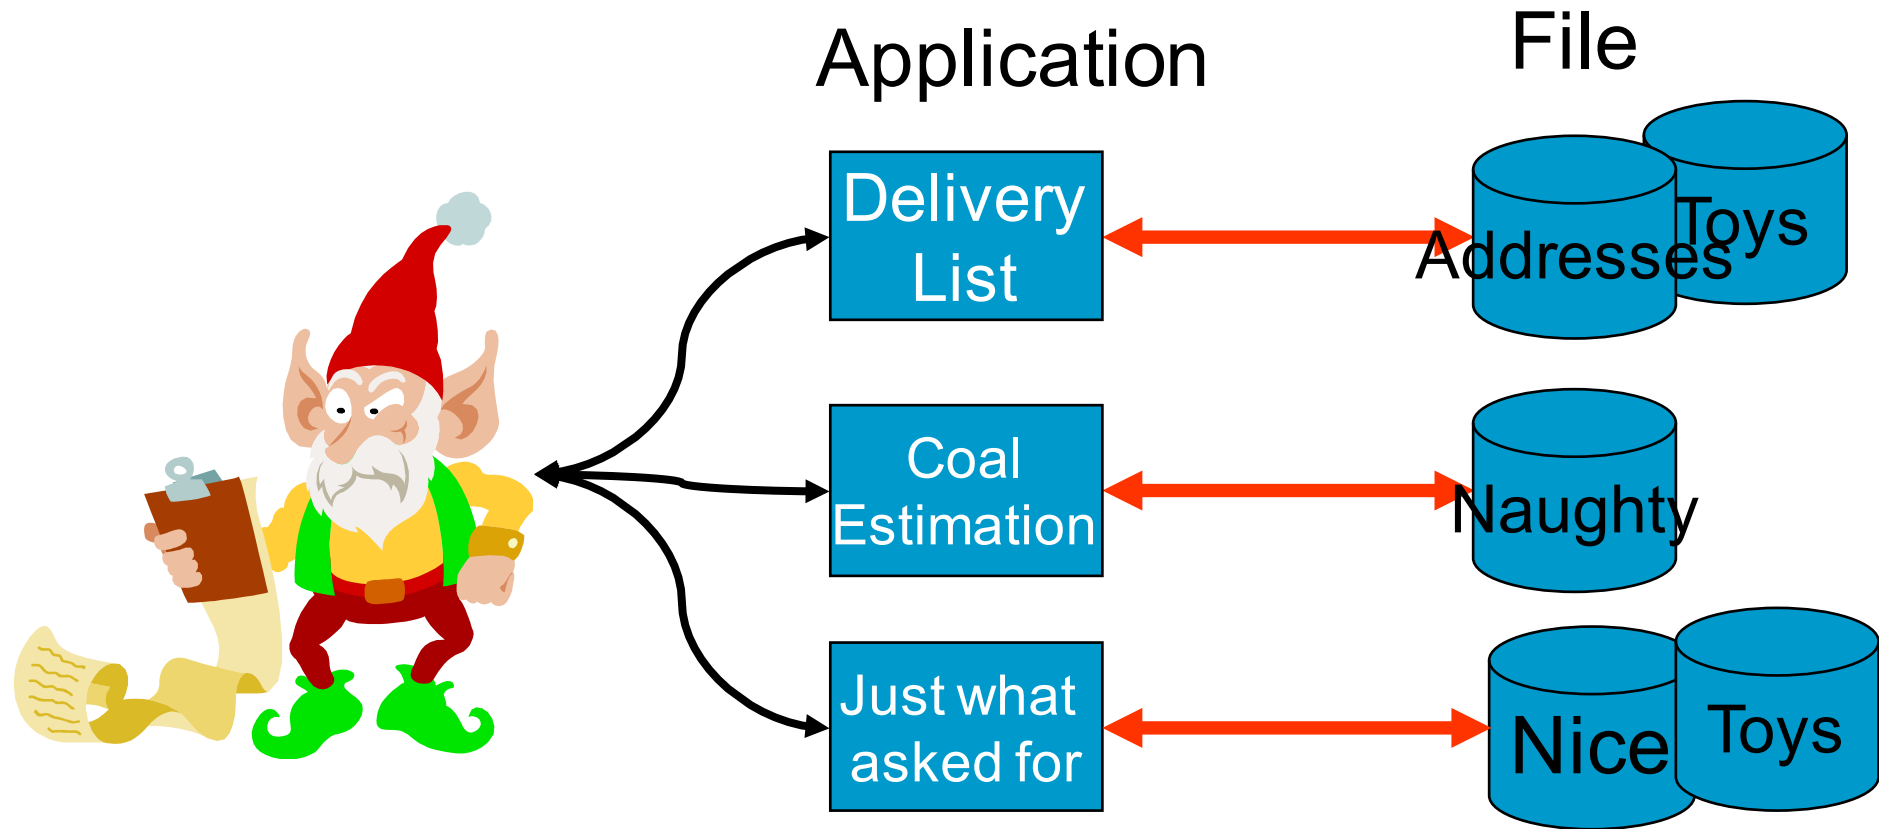 Application
File
Delivery
List
Addresses
Toys
Coal
Estimation
Naughty
Just what
asked for
Nice
Toys